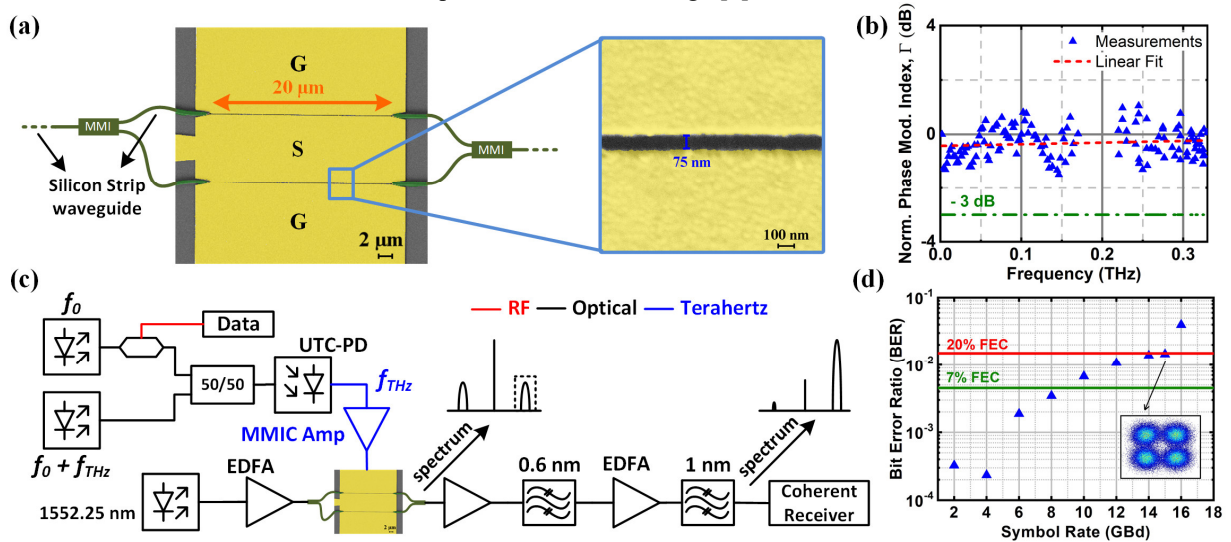 (a)
G
20 μm
MMI
S
MMI
Silicon Strip
waveguide
G
2 μm
75 nm
100 nm
(b)
Norm. Phase Mod. Index, Γ (dB)
4
0
-4
Measurements
Linear Fit
- 3 dB
0.0 0.1 0.2 0.3
Frequency (THz)
(c)
RF Optical Terahertz
f0
Data
UTC-PD
50/50
fTHz
f0 + fTHz
MMIC Amp
spectrum
spectrum
EDFA
0.6 nm
EDFA
1 nm
1552.25 nm
2 μm
Coherent
Receiver
(d)
Bit Error Ratio (BER)
10-1
10-2
10-3
10-4
20% FEC
7% FEC
2 4 6 8 10 12 14 16 18
Symbol Rate (GBd)